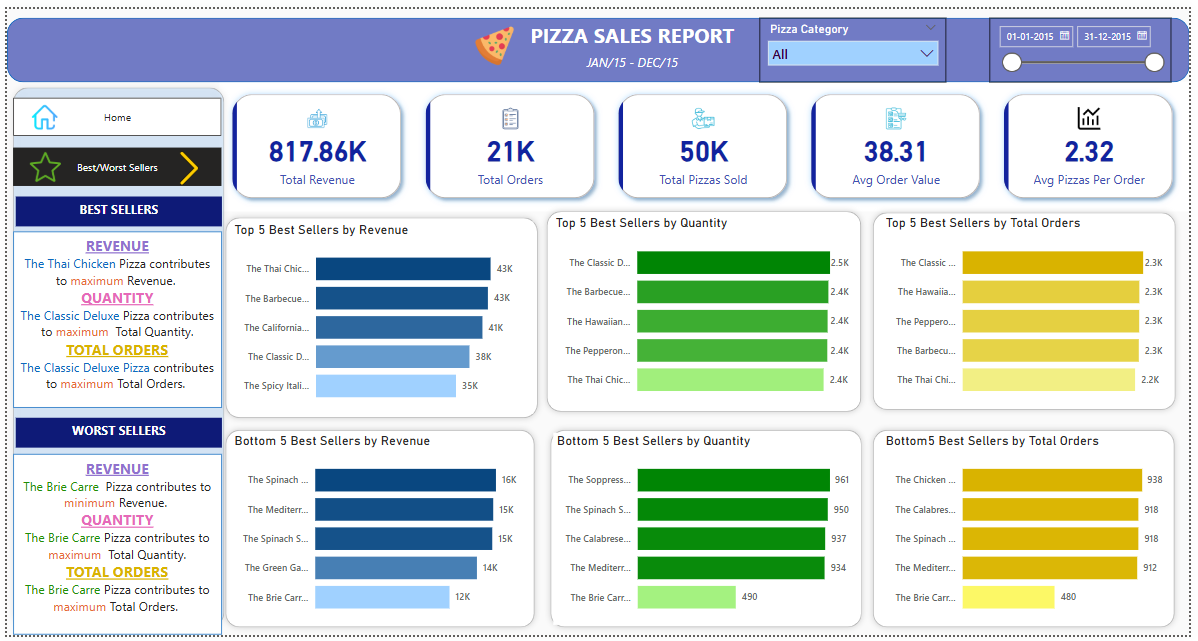 PIZZA SALES REPORT
JAN/15 - DEC/15
Pizza Category
All
01-01-2015
31-12-2015
Home
Best/Worst Sellers
BEST SELLERS
REVENUE
The Thai Chicken Pizza contributes
to maximum Revenue.
QUANTITY
The Classic Deluxe Pizza contributes
to maximum Total Quantity.
TOTAL ORDERS
The Classic Deluxe Pizza contributes
to maximum Total Orders.
WORST SELLERS
REVENUE
The Brie Carre Pizza contributes to
minimum Revenue.
QUANTITY
The Brie Carre Pizza contributes to
maximum Total Quantity.
TOTAL ORDERS
The Brie Carre Pizza contributes to
maximum Total Orders.
817.86K
Total Revenue
21K
Total Orders
50K
Total Pizzas Sold
38.31
Avg Order Value
2.32
Avg Pizzas Per Order
Top 5 Best Sellers by Revenue
The Thai Chic... 43K
The Barbecue... 43K
The California... 41K
The Classic D... 38K
The Spicy Itali... 35K
Top 5 Best Sellers by Quantity
The Classic D... 2.5K
The Barbecue... 2.4K
The Hawaiian... 2.4K
The Pepperon... 2.4K
The Thai Chic... 2.4K
Top 5 Best Sellers by Total Orders
The Classic ... 2.3K
The Hawaiia... 2.3K
The Peppero... 2.3K
The Barbecu... 2.3K
The Thai Chi... 2.2K
Bottom 5 Best Sellers by Revenue
The Spinach ... 16K
The Mediterr... 15K
The Spinach S... 15K
The Green Ga... 14K
The Brie Carr... 12K
Bottom 5 Best Sellers by Quantity
The Soppress... 961
The Spinach S... 950
The Calabrese... 937
The Mediterr... 934
The Brie Carr... 490
Bottom5 Best Sellers by Total Orders
The Chicken ... 938
The Calabres... 918
The Spinach ... 918
The Mediterr... 912
The Brie Carr... 480